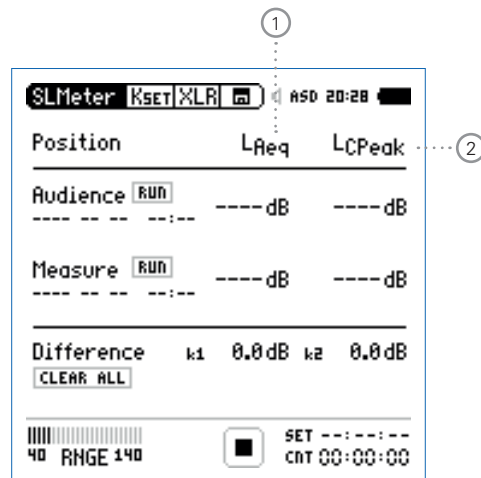 1
SLMeter KSET XLR ASD 20:28
Position LAeq LCPeak 2
Audience RUN ----dB ----dB
---- -- -- --:--
Measure RUN ----dB ----dB
---- -- -- --:--
Difference k1 0.0dB k2 0.0dB
CLEAR ALL
40 RNGE 140
SET --:--:--
CNT 00:00:00